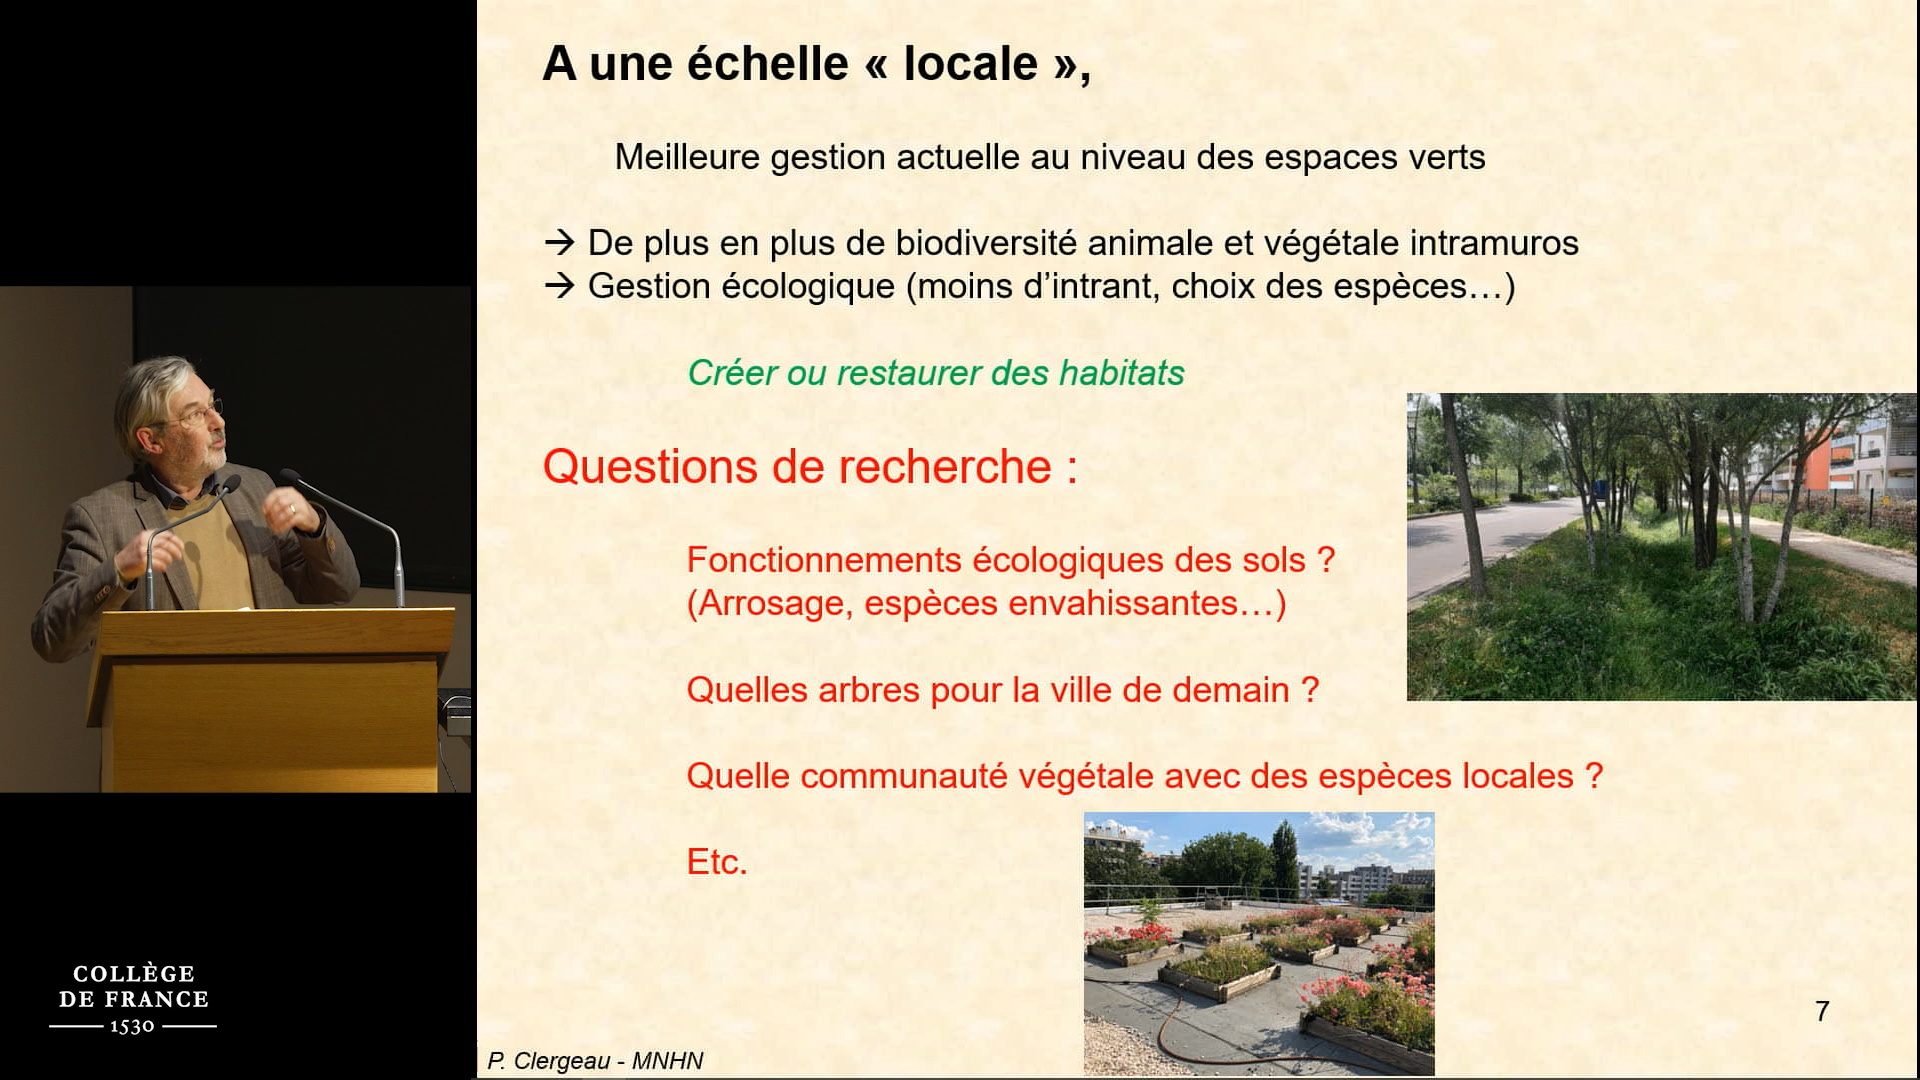 A une échelle « locale »,
Meilleure gestion actuelle au niveau des espaces verts
→ De plus en plus de biodiversité animale et végétale intramuros
→ Gestion écologique (moins d’intrant, choix des espèces…)
Créer ou restaurer des habitats
Questions de recherche :
Fonctionnements écologiques des sols ?
(Arrosage, espèces envahissantes…)
Quelles arbres pour la ville de demain ?
Quelle communauté végétale avec des espèces locales ?
Etc.
7
P. Clergeau - MNHN
COLLÈGE
DE FRANCE
1530